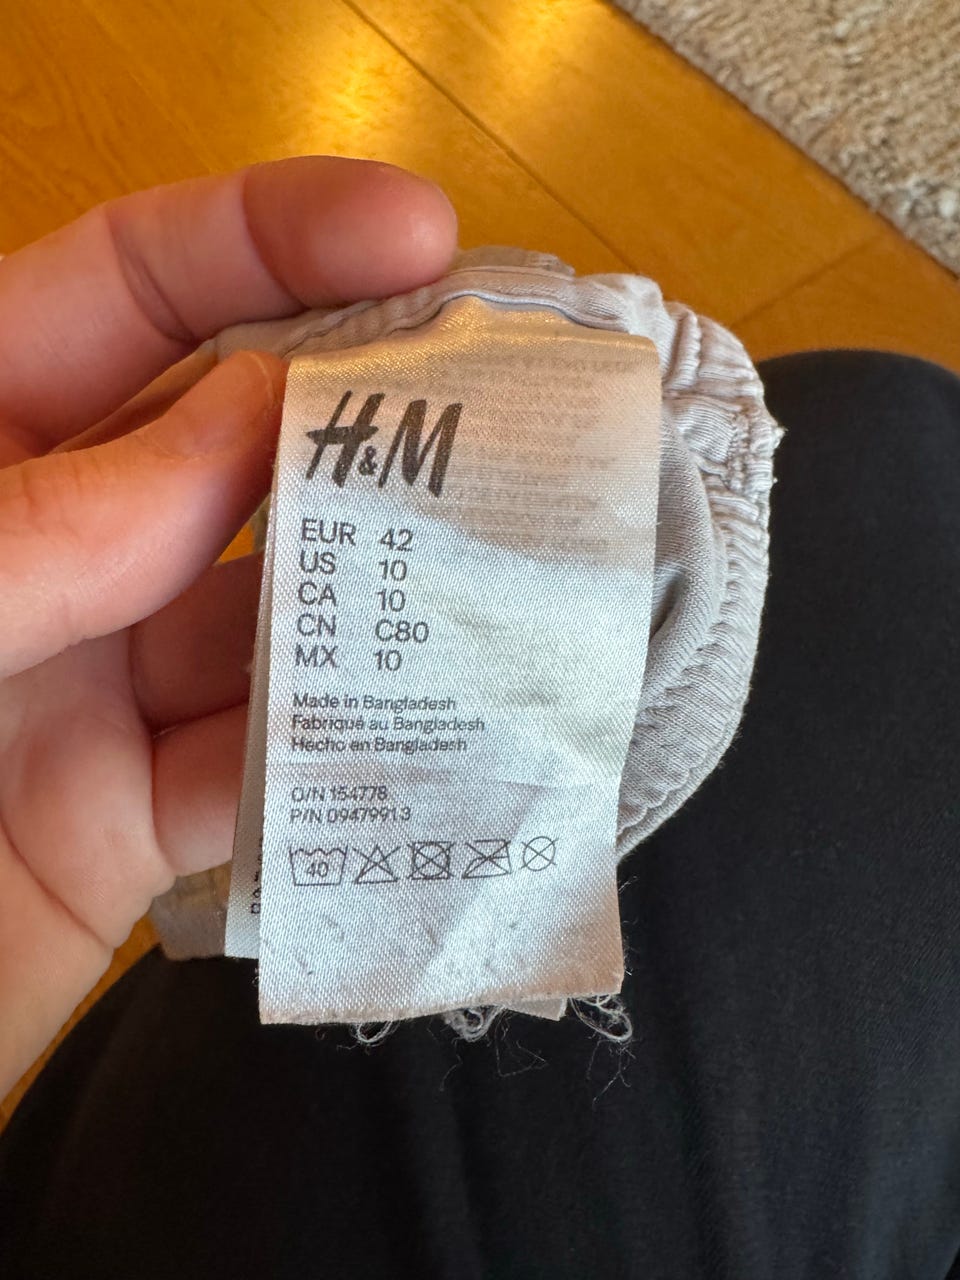 H&M
EUR 42
US 10
CA 10
CN C80
MX 10
Made in Bangladesh
Fabriqué au Bangladesh
Hecho en Bangladesh
O/N 154778
P/N 09479913
40